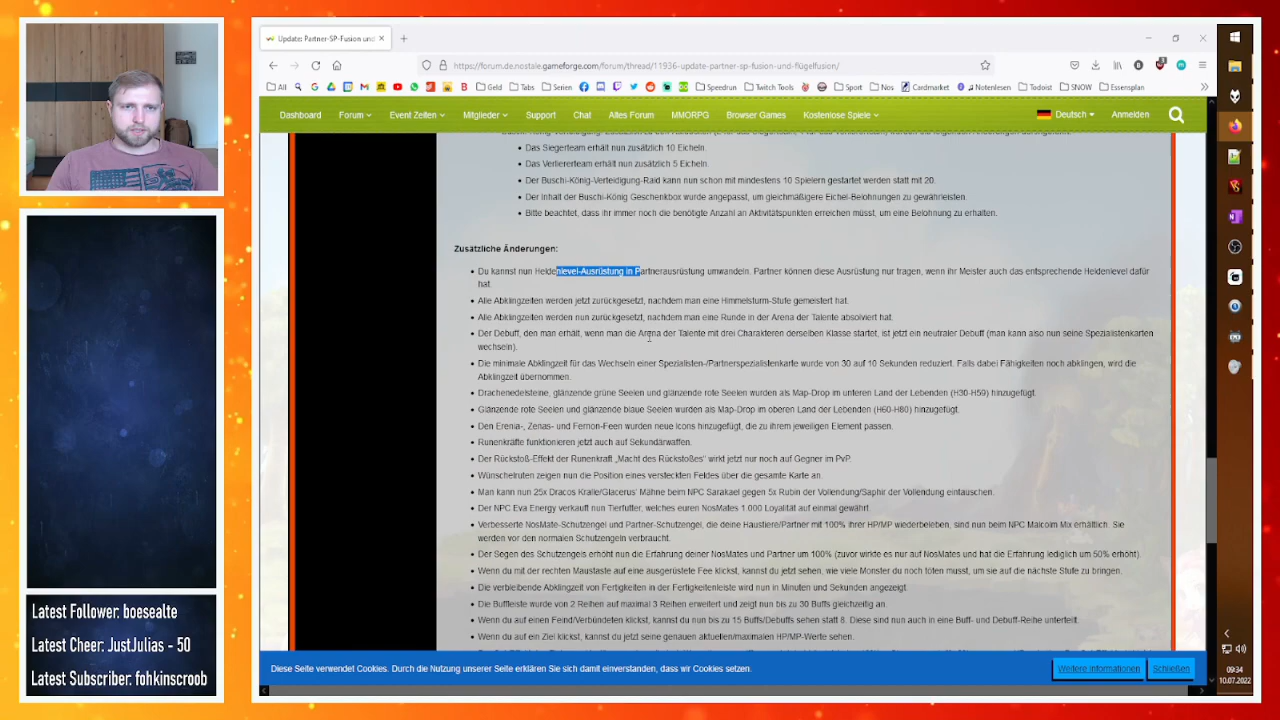 Update: Partner-SP-Fusion und
https://forum.de.nostale.gameforge.com/forum/thread/11936-update-partner-sp-fusion-und-flügelfusion/
All
Geld
Tabs
Serien
Speedrun
Twitch Tools
Sport
Nos
Cardmarket
Notenlesen
Todoist
SNOW
Essensplan
Dashboard
Forum
Event Zeiten
Mitglieder
Support
Chat
Altes Forum
MMORPG
Browser Games
Kostenlose Spiele
Deutsch
Anmelden
Das Siegerteam erhält nun zusätzlich 10 Eicheln.
Das Verliererteam erhält nun zusätzlich 5 Eicheln.
Der Buschi-König-Verteidigung-Raid kann nun schon mit mindestens 10 Spielern gestartet werden statt mit 20.
Der Inhalt der Buschi-König Geschenkbox wurde angepasst, um gleichmäßigere Eichel-Belohnungen zu gewährleisten.
Bitte beachtet, dass ihr immer noch die benötigte Anzahl an Aktivitätspunkten erreichen müsst, um eine Belohnung zu erhalten.
Zusätzliche Änderungen:
Du kannst nun Heldenlevel-Ausrüstung in Partnerausrüstung umwandeln. Partner können diese Ausrüstung nur tragen, wenn ihr Meister auch das entsprechende Heldenlevel dafür
hat.
Alle Abklingzeiten werden jetzt zurückgesetzt, nachdem man eine Himmelsturm-Stufe gemeistert hat.
Alle Abklingzeiten werden nun zurückgesetzt, nachdem man eine Runde in der Arena der Talente absolviert hat.
Der Debuff, den man erhält, wenn man die Arena der Talente mit drei Charakteren derselben Klasse startet, ist jetzt ein neutraler Debuff (man kann also nun seine Spezialistenkarten
wechseln).
Die minimale Abklingzeit für das Wechseln einer Spezialisten-/Partnerspezialistenkarte wurde von 30 auf 10 Sekunden reduziert. Falls dabei Fähigkeiten noch abklingen, wird die
Abklingzeit übernommen.
Drachenedelsteine, glänzende grüne Seelen und glänzende rote Seelen wurden als Map-Drop im unteren Land der Lebenden (H30-H59) hinzugefügt.
Glänzende rote Seelen und glänzende blaue Seelen wurden als Map-Drop im oberen Land der Lebenden (H60-H80) hinzugefügt.
Den Erenia-, Zenas- und Fernon-Feen wurden neue Icons hinzugefügt, die zu ihrem jeweiligen Element passen.
Runenkräfte funktionieren jetzt auch auf Sekundärwaffen.
Der Rückstoß-Effekt der Runenkraft „Macht des Rückstoßes“ wirkt jetzt nur noch auf Gegner im PvP.
Wünschelruten zeigen nun die Position eines versteckten Feldes über die gesamte Karte an.
Man kann nun 25x Dracos Kralle/Glacerus' Mähne beim NPC Sarakael gegen 5x Rubin der Vollendung/Saphir der Vollendung eintauschen.
Der NPC Eva Energy verkauft nun Tierfutter, welches euren NosMates 1.000 Loyalität auf einmal gewährt.
Verbesserte NosMate-Schutzengel und Partner-Schutzengel, die deine Haustiere/Partner mit 100% ihrer HP/MP wiederbeleben, sind nun beim NPC Malcolm Mix erhältlich. Sie
werden vor den normalen Schutzengeln verbraucht.
Der Segen des Schutzengels erhöht nun die Erfahrung deiner NosMates und Partner um 100% (zuvor wirkte es nur auf NosMates und hat die Erfahrung lediglich um 50% erhöht).
Wenn du mit der rechten Maustaste auf eine ausgerüstete Fee klickst, kannst du jetzt sehen, wie viele Monster du noch töten musst, um sie auf die nächste Stufe zu bringen.
Die verbleibende Abklingzeit von Fertigkeiten in der Fertigkeitenleiste wird nun in Minuten und Sekunden angezeigt.
Die Buffleiste wurde von 2 Reihen auf maximal 3 Reihen erweitert und zeigt nun bis zu 30 Buffs gleichzeitig an.
Wenn du auf einen Feind/Verbündeten klickst, kannst du nun bis zu 15 Buffs/Debuffs sehen statt 8. Diese sind nun auch in eine Buff- und Debuff-Reihe unterteilt.
Wenn du auf ein Ziel klickst, kannst du jetzt seine genauen aktuellen/maximalen HP/MP-Werte sehen.
Diese Seite verwendet Cookies. Durch die Nutzung unserer Seite erklären Sie sich damit einverstanden, dass wir Cookies setzen.
Weitere Informationen
Schließen
Latest Follower: boesealte
Latest Cheer: JustJulias - 50
Latest Subscriber: fohkinscroob
09:34
10.07.2022